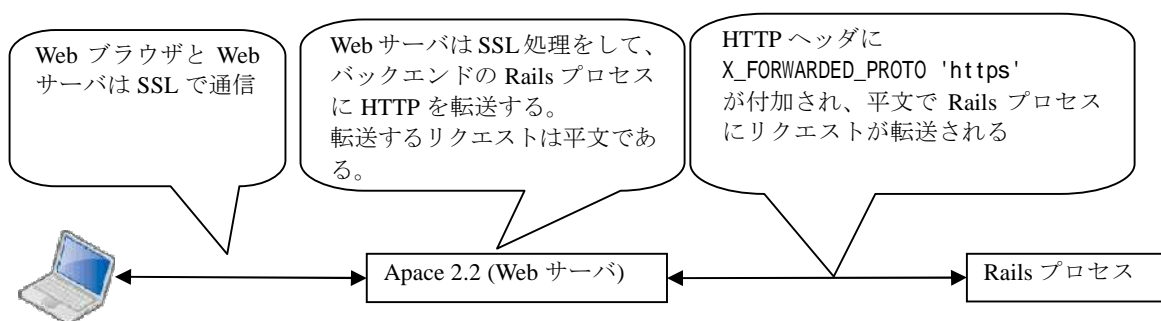 Web ブラウザと Web
サーバは SSL で通信
Web サーバは SSL 処理をして、
バックエンドの Rails プロセス
に HTTP を転送する。
転送するリクエストは平文であ
る。
HTTP ヘッダに
X_FORWARDED_PROTO 'https'
が付加され、平文で Rails プロセス
にリクエストが転送される
Apace 2.2 (Web サーバ)
Rails プロセス